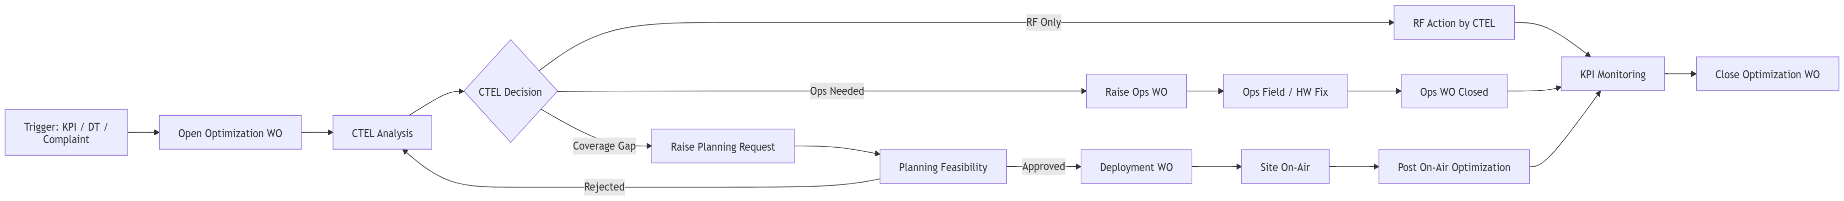 Trigger: KPI / DT /
Complaint
Open Optimization WO
CTEL Analysis
CTEL Decision
RF Only
RF Action by CTEL
Ops Needed
Raise Ops WO
Ops Field / HW Fix
Ops WO Closed
Coverage Gap
Raise Planning Request
Planning Feasibility
Rejected
Approved
Deployment WO
Site On-Air
Post On-Air Optimization
KPI Monitoring
Close Optimization WO